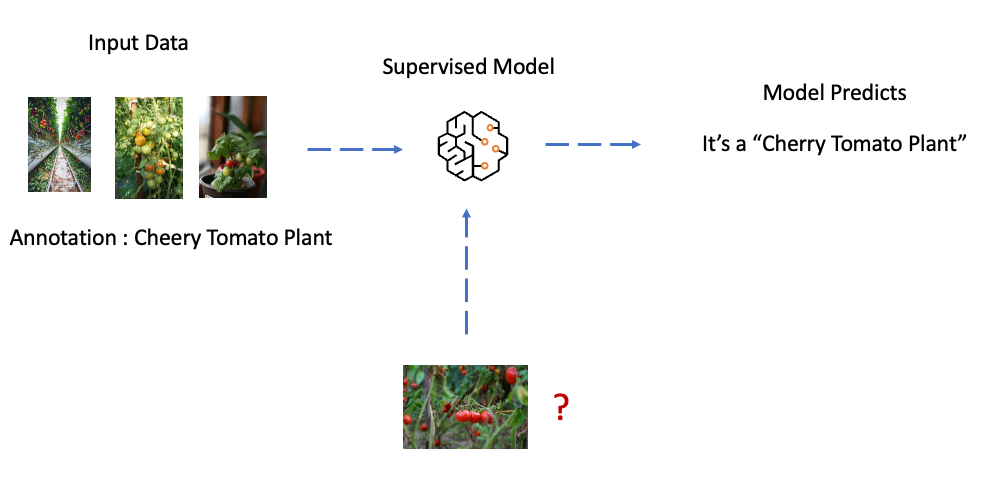 Input Data
Supervised Model
Model Predicts
It's a “Cherry Tomato Plant”
Annotation : Cheery Tomato Plant
?